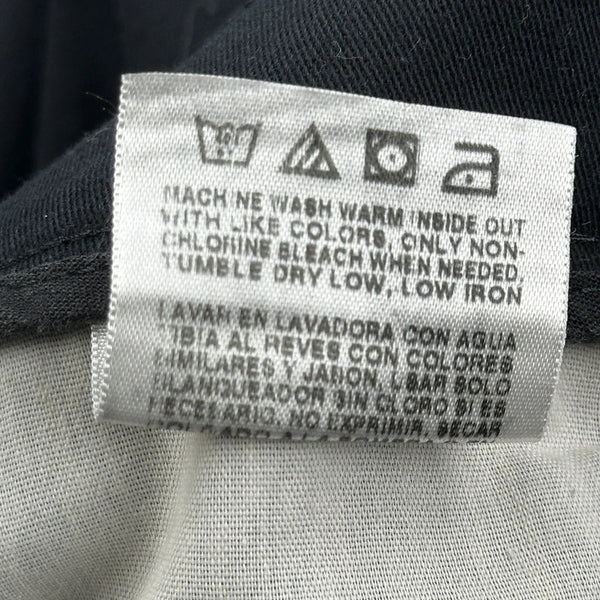 MACHINE WASH WARM INSIDE OUT
WITH LIKE COLORS, ONLY NON-
CHLORINE BLEACH WHEN NEEDED,
TUMBLE DRY LOW, LOW IRON
LAVAR EN LAVADORA CON AGUA
TIBIA AL REVES CON COLORES
SIMILARES Y JABON, USAR SOLO
BLANQUEADOR SIN CLORO SI ES
NECESARIO, NO EXPRIMIR, SECAR